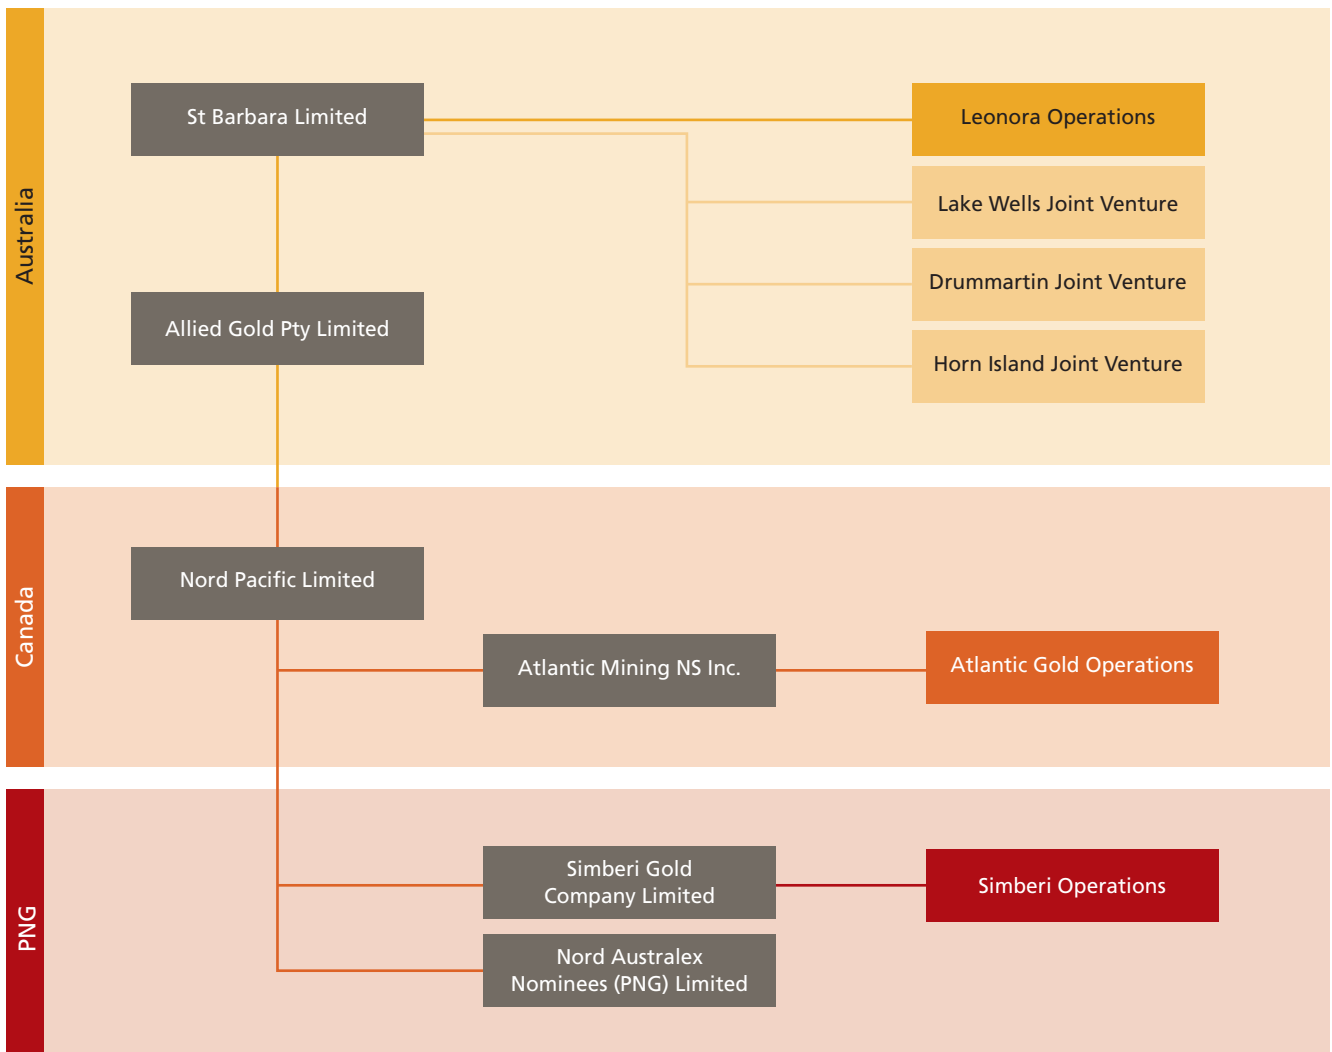 Australia
St Barbara Limited
Leonora Operations
Lake Wells Joint Venture
Drummartin Joint Venture
Allied Gold Pty Limited
Horn Island Joint Venture
Canada
Nord Pacific Limited
Atlantic Mining NS Inc.
Atlantic Gold Operations
PNG
Simberi Gold
Company Limited
Simberi Operations
Nord Australex
Nominees (PNG) Limited